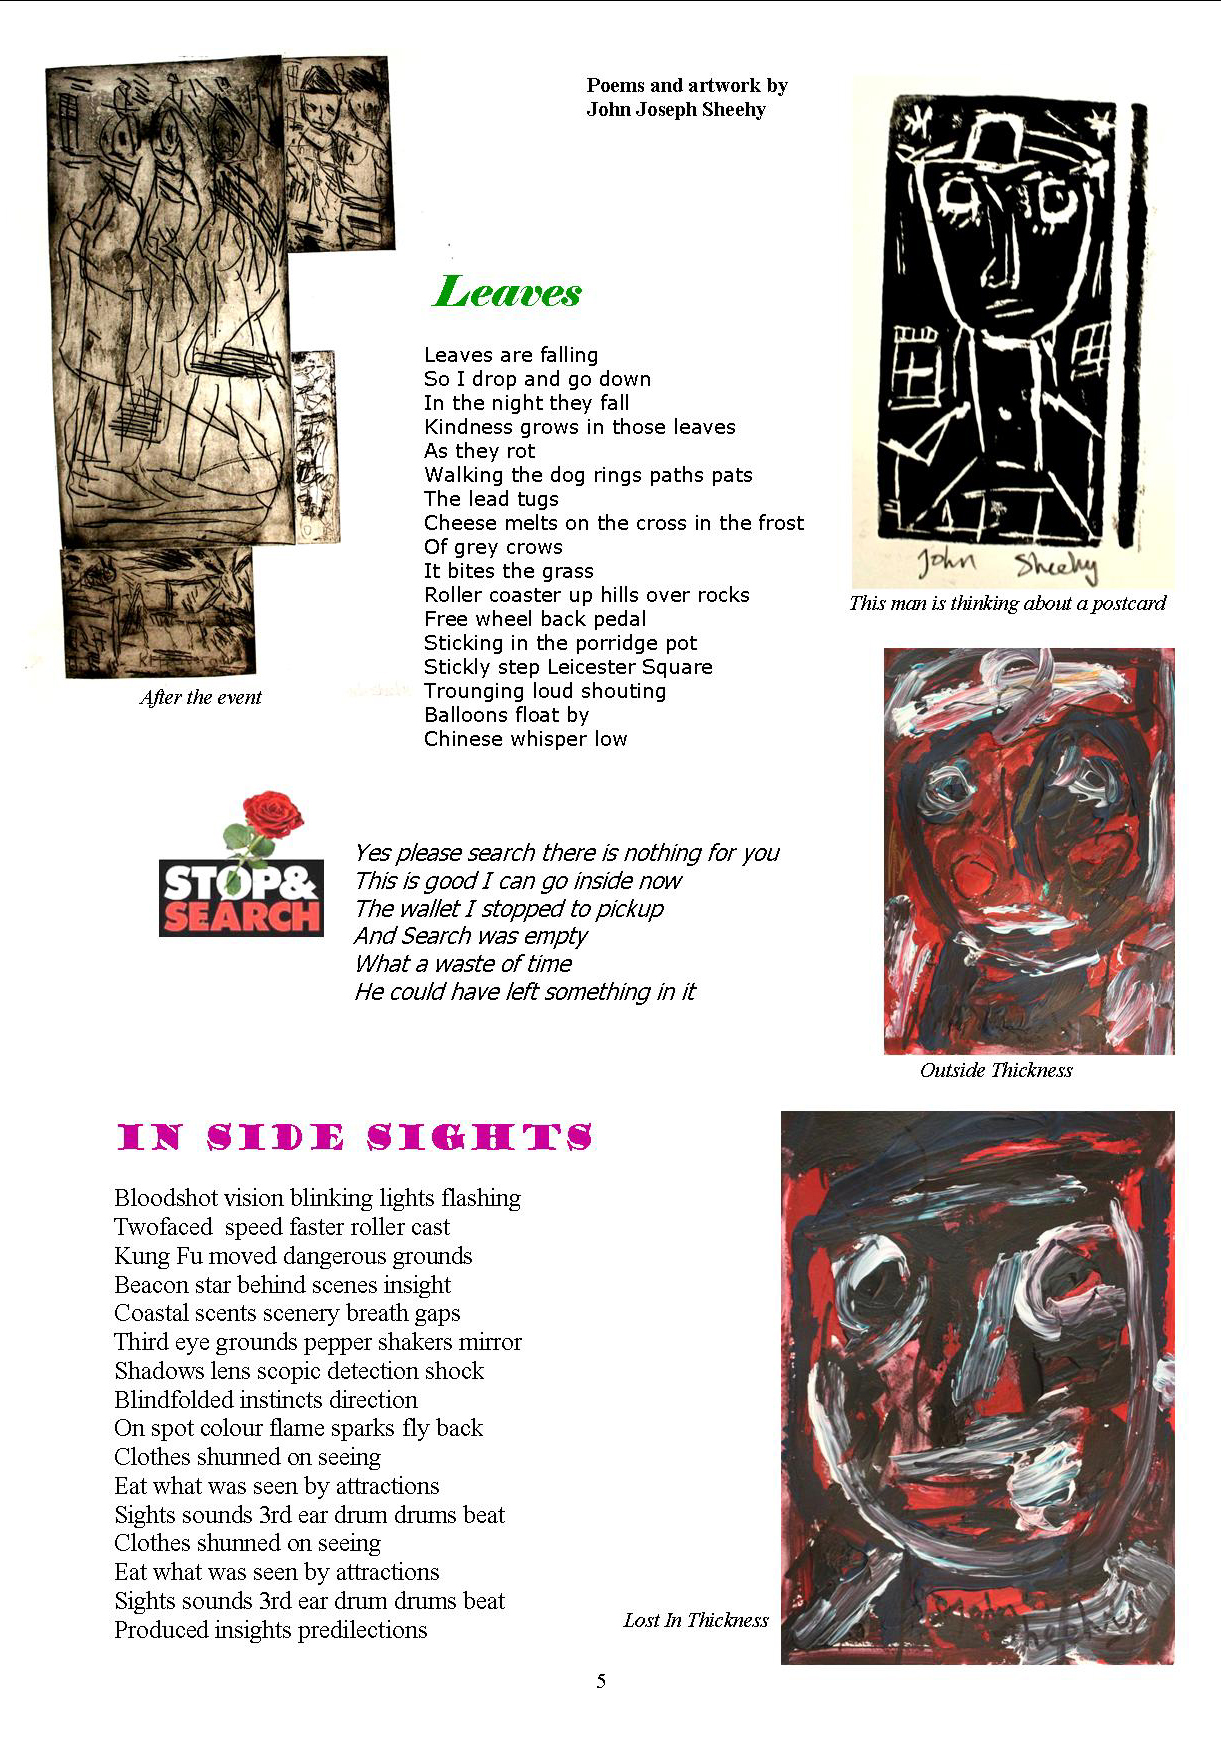 Poems and artwork by
John Joseph Sheehy
Leaves
Leaves are falling
So I drop and go down
In the night they fall
Kindness grows in those leaves
As they rot
Walking the dog rings paths pats
The lead tugs
Cheese melts on the cross in the frost
Of grey crows
It bites the grass
Roller coaster up hills over rocks
Free wheel back pedal
Sticking in the porridge pot
Stickly step Leicester Square
Trounging loud shouting
Balloons float by
Chinese whisper low
After the event
John Sheehy
This man is thinking about a postcard
STOP&
SEARCH
Yes please search there is nothing for you
This is good I can go inside now
The wallet I stopped to pickup
And Search was empty
What a waste of time
He could have left something in it
Outside Thickness
IN SIDE SIGHTS
Bloodshot vision blinking lights flashing
Twofaced  speed faster roller cast
Kung Fu moved dangerous grounds
Beacon star behind scenes insight
Coastal scents scenery breath gaps
Third eye grounds pepper shakers mirror
Shadows lens scopic detection shock
Blindfolded instincts direction
On spot colour flame sparks fly back
Clothes shunned on seeing
Eat what was seen by attractions
Sights sounds 3rd ear drum drums beat
Clothes shunned on seeing
Eat what was seen by attractions
Sights sounds 3rd ear drum drums beat
Produced insights predilections
Lost In Thickness
5